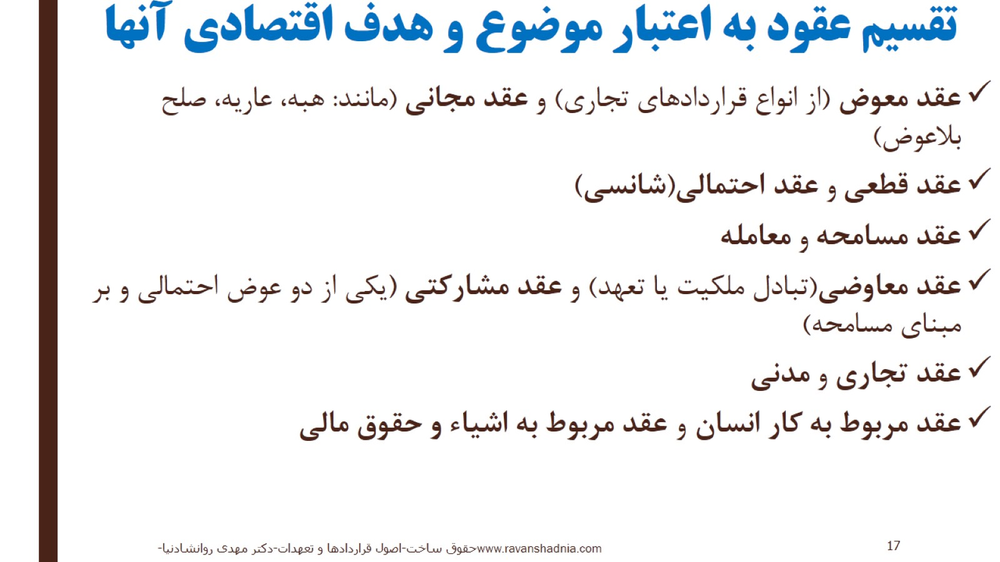 تقسیم عقود به اعتبار موضوع و هدف اقتصادی آنها
✓ عقد معوض (از انواع قراردادهای تجاری) و عقد مجانی (مانند: هبه، عاریه، صلح
بلاعوض)
✓ عقد قطعی و عقد احتمالی(شانسی)
✓ عقد مسامحه و معامله
✓ عقد معاوضی(تبادل ملکیت یا تعهد) و عقد مشارکتی (یکی از دو عوض احتمالی و بر
مبنای مسامحه)
✓ عقد تجاری و مدنی
✓ عقد مربوط به کار انسان و عقد مربوط به اشیاء و حقوق مالی
www.ravanshadnia.comحقوق ساخت-اصول قراردادها و تعهدات-دکتر مهدی روانشادنیا-
17